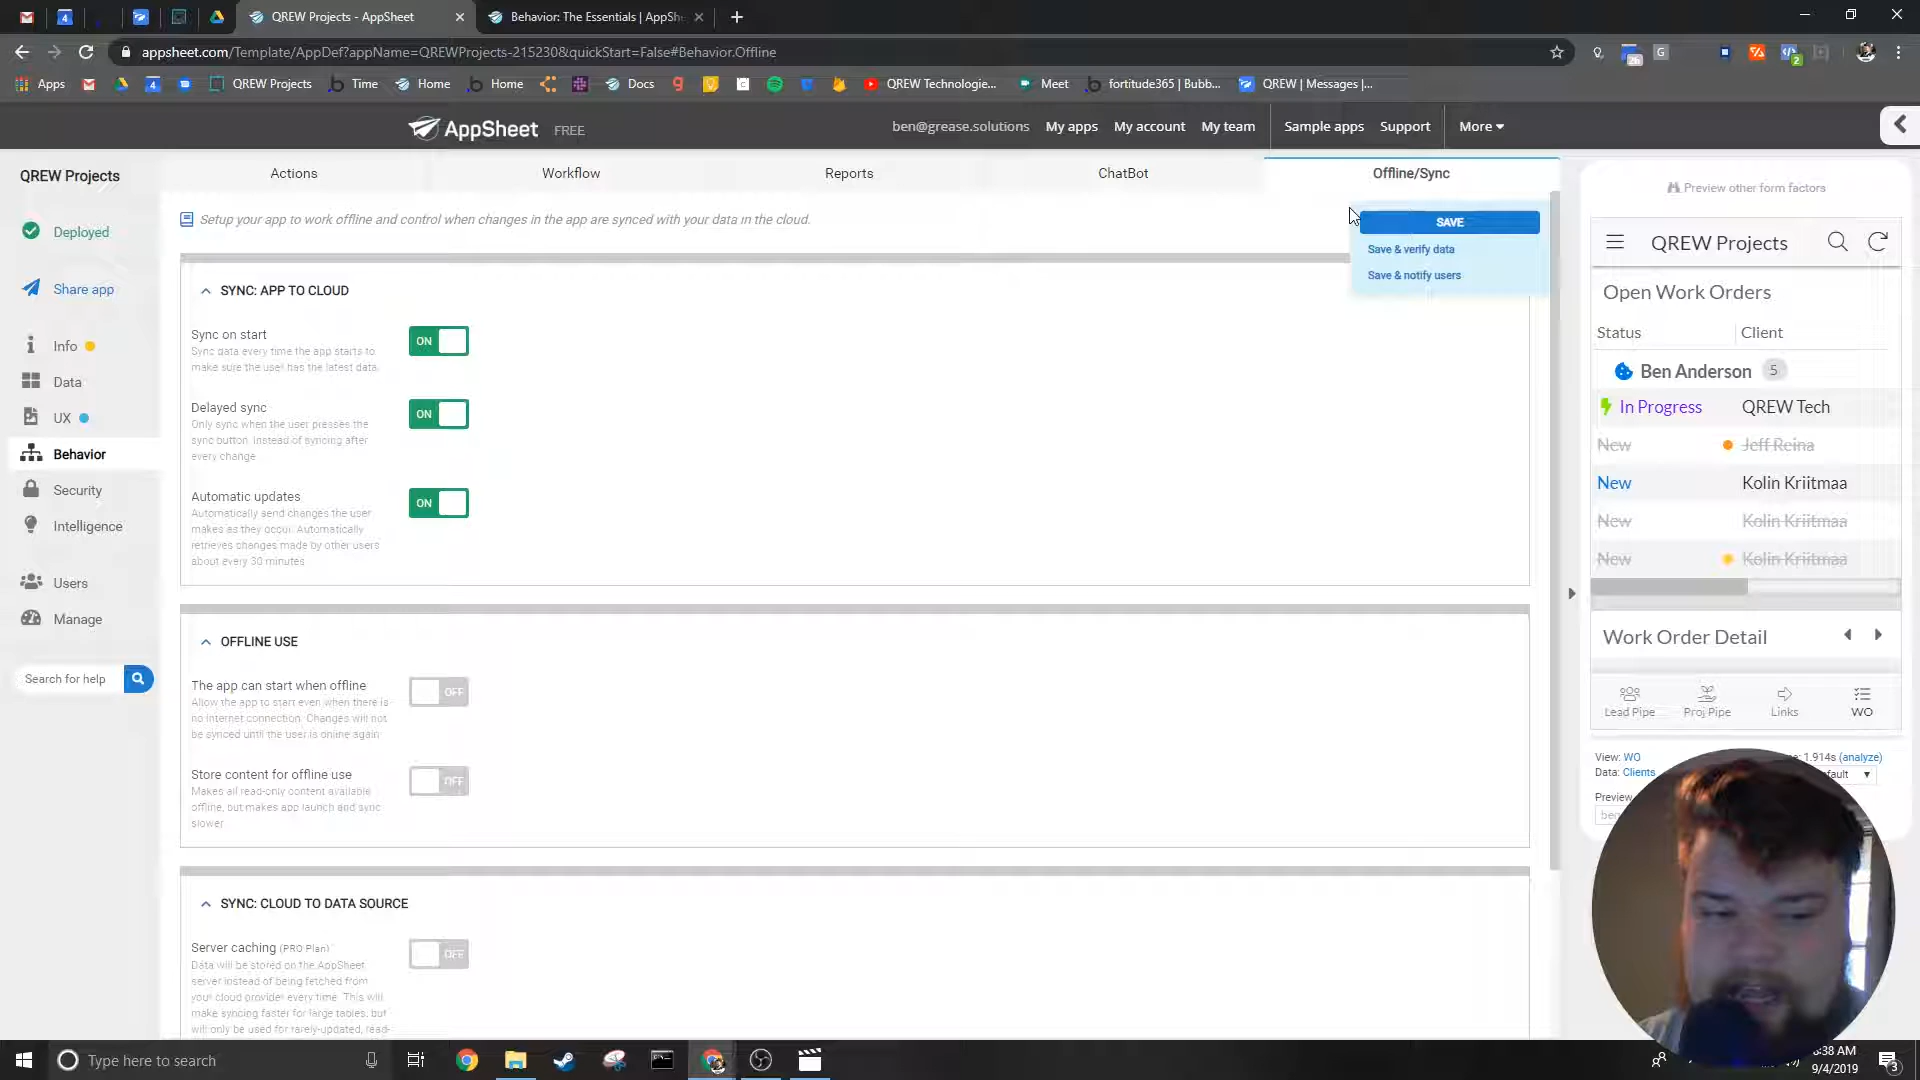 QREW Projects - AppSheet
Behavior: The Essentials | AppShe
appsheet.com/Template/AppDef?appName=QREWProjects-215230&quickStart=False#Behavior.Offline
Apps
QREW Projects
Time
Home
Home
Docs
QREW Technologie...
Meet
fortitude365 | Bubb...
QREW | Messages |...
AppSheet FREE
ben@grease.solutions
My apps
My account
My team
Sample apps
Support
More
QREW Projects
Deployed
Share app
Info
Data
UX
Behavior
Security
Intelligence
Users
Manage
Search for help
Actions
Workflow
Reports
ChatBot
Offline/Sync
Setup your app to work offline and control when changes in the app are synced with your data in the cloud.
SAVE
Save & verify data
Save & notify users
SYNC: APP TO CLOUD
Sync on start
Sync data every time the app starts to
make sure the user has the latest data.
ON
Delayed sync
Only sync when the user presses the
sync button, instead of syncing after
every change
ON
Automatic updates
Automatically send changes the user
makes as they occur. Automatically
retrieves changes made by other users
about every 30 minutes
ON
OFFLINE USE
The app can start when offline
Allow the app to start even when there is
no internet connection. Changes will not
be synced until the user is online again
OFF
Store content for offline use
Makes all read-only content available
offline, but makes app launch and sync
slower
OFF
SYNC: CLOUD TO DATA SOURCE
Server caching (PRO Plan)
Data will be stored on the AppSheet
server instead of being fetched from
your cloud provider every time. This will
make syncing faster for large tables, but
will only be used for rarely-updated, read-
OFF
Preview other form factors
QREW Projects
Open Work Orders
Status Client
Ben Anderson 5
In Progress QREW Tech
New Jeff Reina
New Kolin Kriitmaa
New Kolin Kriitmaa
New Kolin Kriitmaa
Work Order Detail
Lead Pipe
Proj Pipe
Links
WO
View: WO
1.914s (analyze)
Data: Clients
Preview
Type here to search
:38 AM
9/4/2019